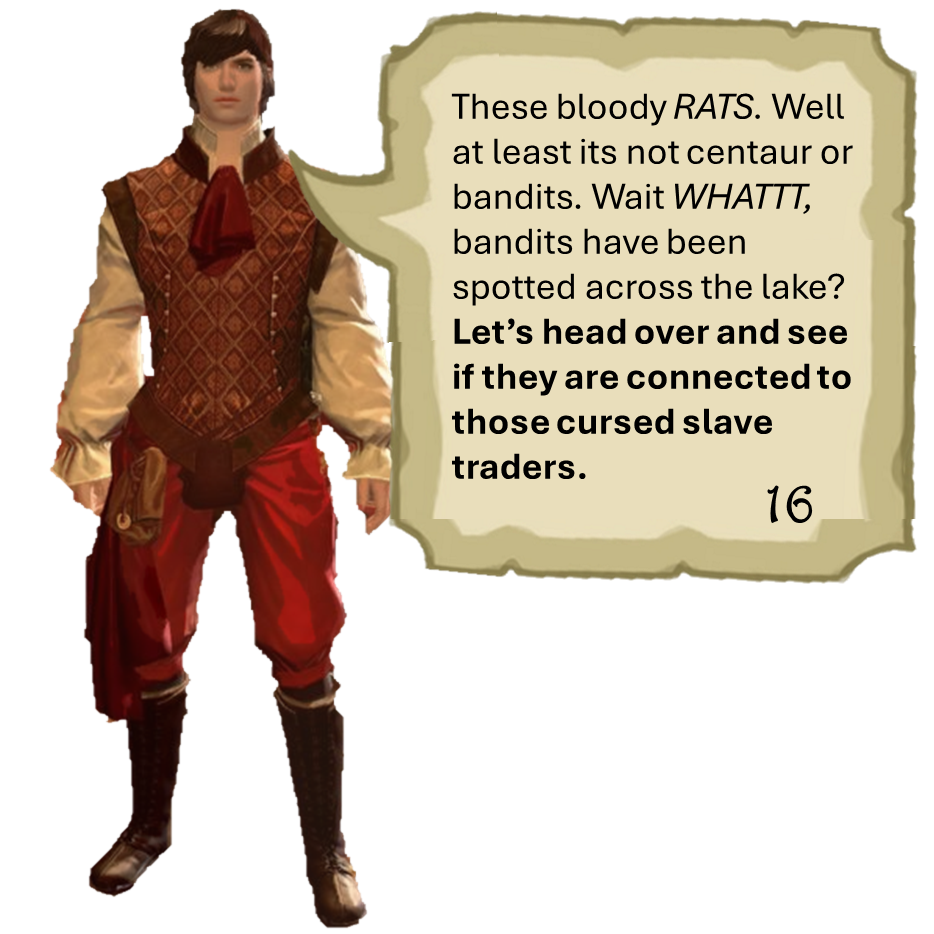 These bloody RATS. Well
at least its not centaur or
bandits. Wait WHATTT,
bandits have been
spotted across the lake?
Let’s head over and see
if they are connected to
those cursed slave
traders.
16